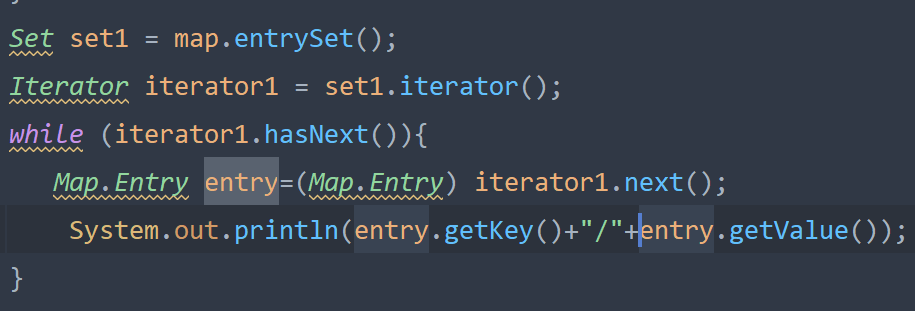 Set set1 = map.entrySet();
Iterator iterator1 = set1.iterator();
while (iterator1.hasNext()){
Map.Entry entry=(Map.Entry) iterator1.next();
System.out.println(entry.getKey()+"/"+entry.getValue());
}